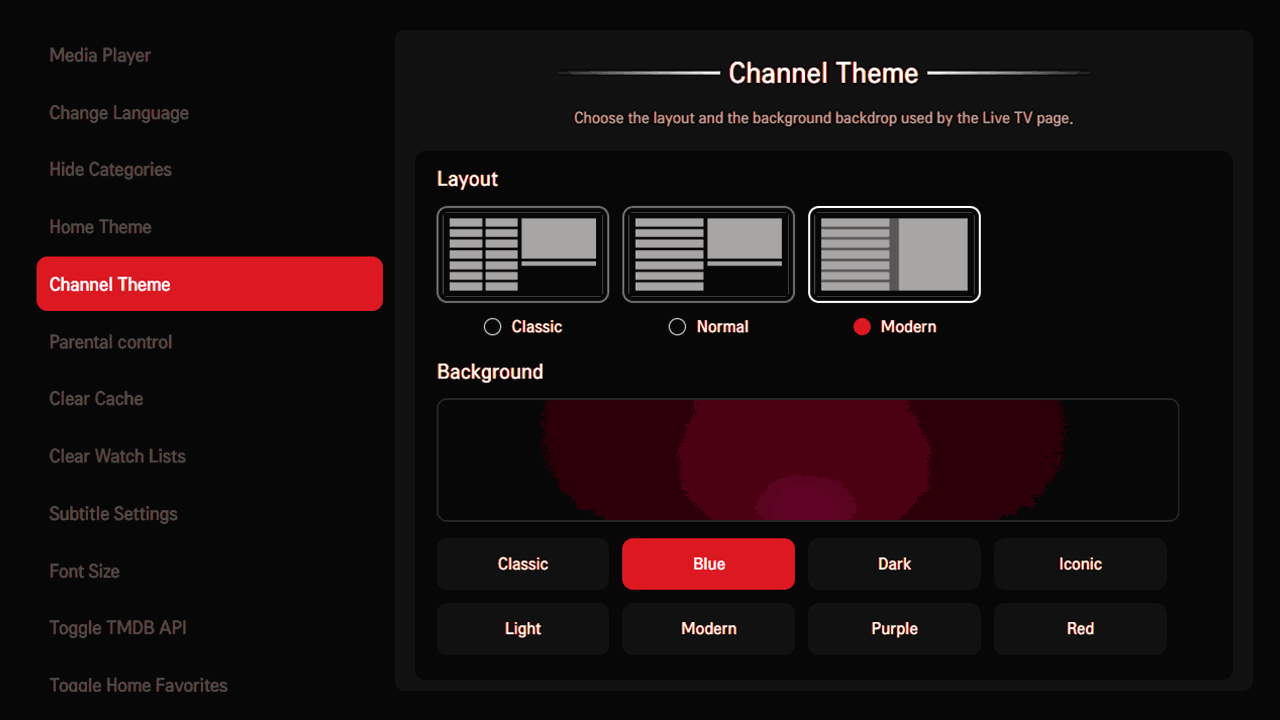 Media Player
Change Language
Hide Categories
Home Theme
Channel Theme
Parental control
Clear Cache
Clear Watch Lists
Subtitle Settings
Font Size
Toggle TMDB API
Toggle Home Favorites
Channel Theme
Choose the layout and the background backdrop used by the Live TV page.
Layout
Classic
Normal
Modern
Background
Classic
Blue
Dark
Iconic
Light
Modern
Purple
Red